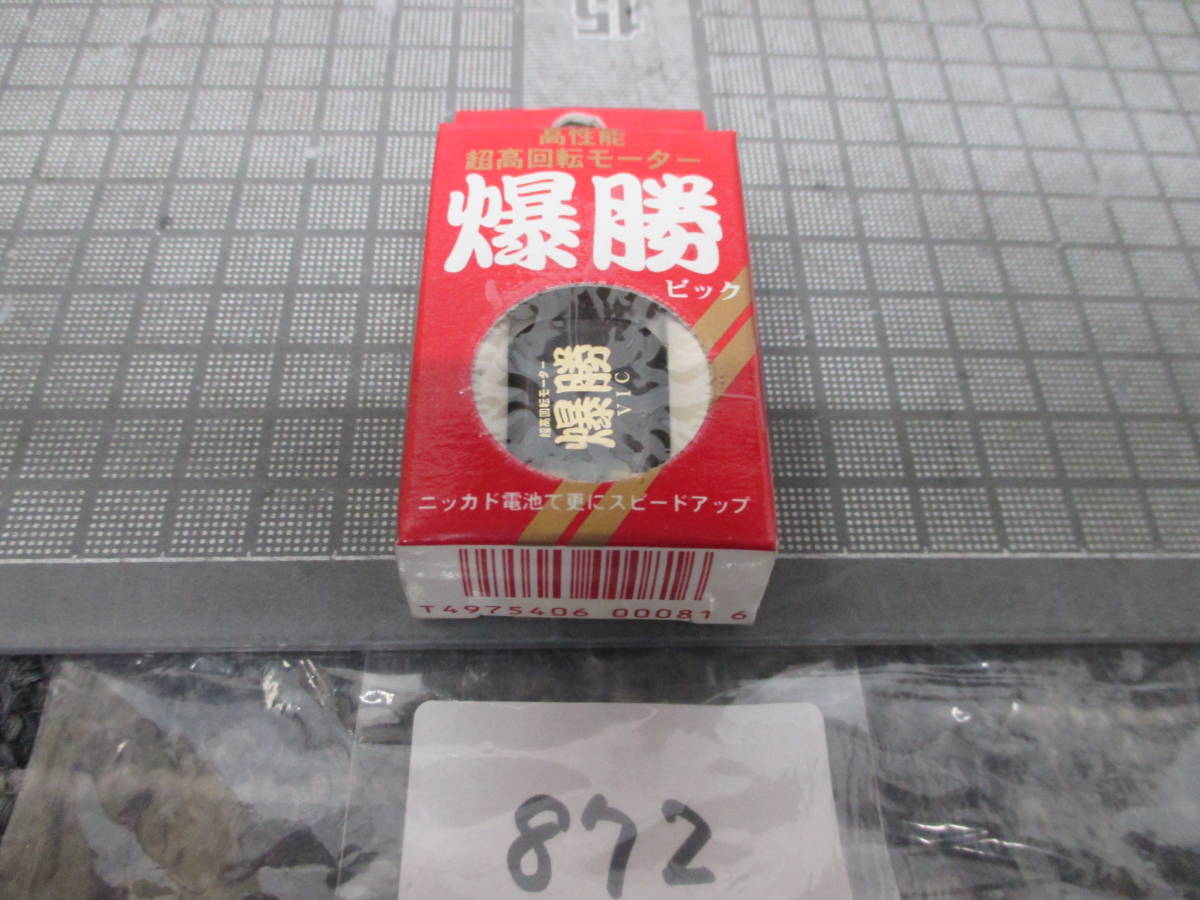 15
高性能
超高回転モーター
爆勝
ビック
超高回転モーター
爆勝
VIC
ニッカド電池で更にスピードアップ
T4975406 000816
872